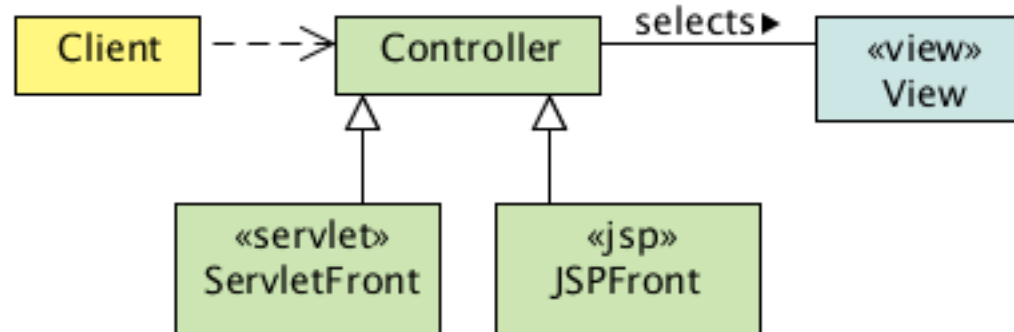 Client
Controller
selects▶
«view»
View
«servlet»
ServletFront
«jsp»
JSPFront